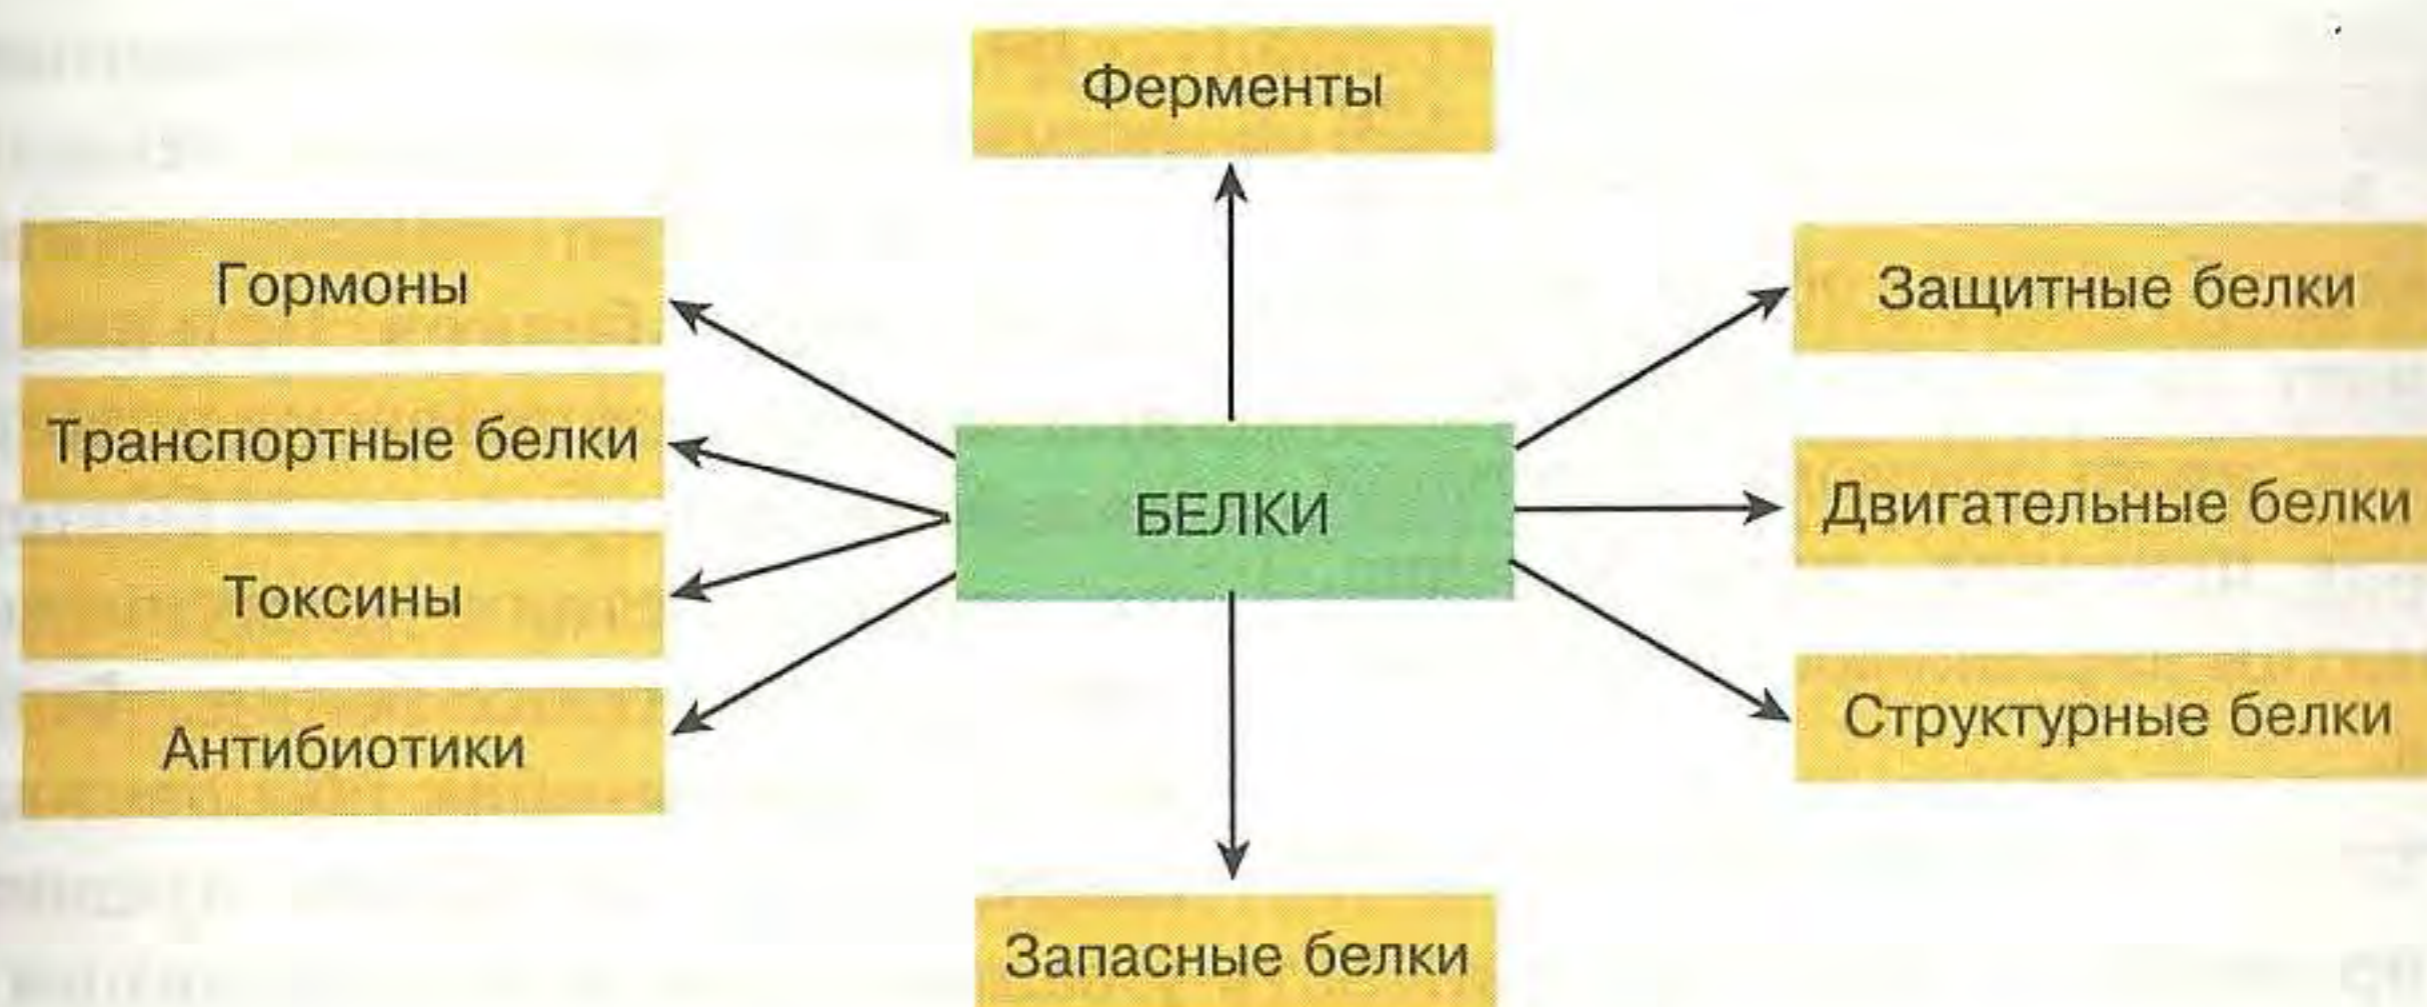 Ферменты
Гормоны
Защитные белки
Транспортные белки
БЕЛКИ
Двигательные белки
Токсины
Структурные белки
Антибиотики
Запасные белки